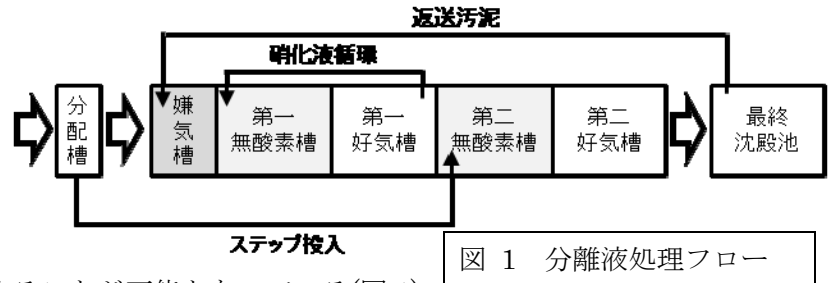 返送汚泥
硝化液循環
分配槽
嫌気槽
第一
無酸素槽
第一
好気槽
第二
無酸素槽
第二
好気槽
最終
沈殿池
ステップ投入
図 1 分離液処理フロー